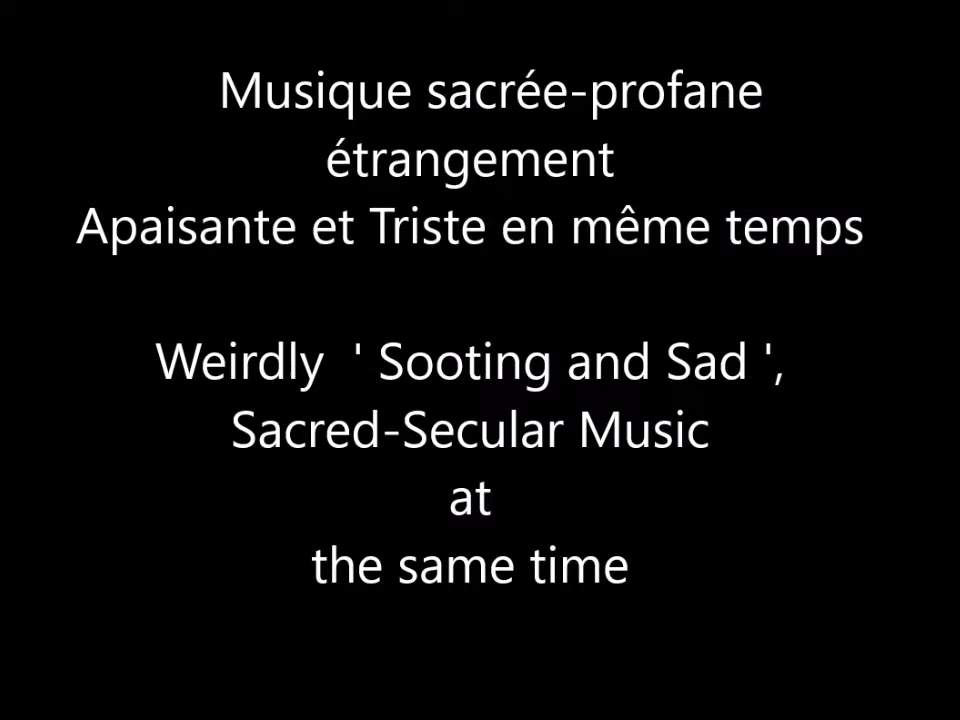 Musique sacrée-profane
étrangement
Apaisante et Triste en même temps
Weirdly  ' Sooting and Sad ',
Sacred-Secular Music
at
the same time